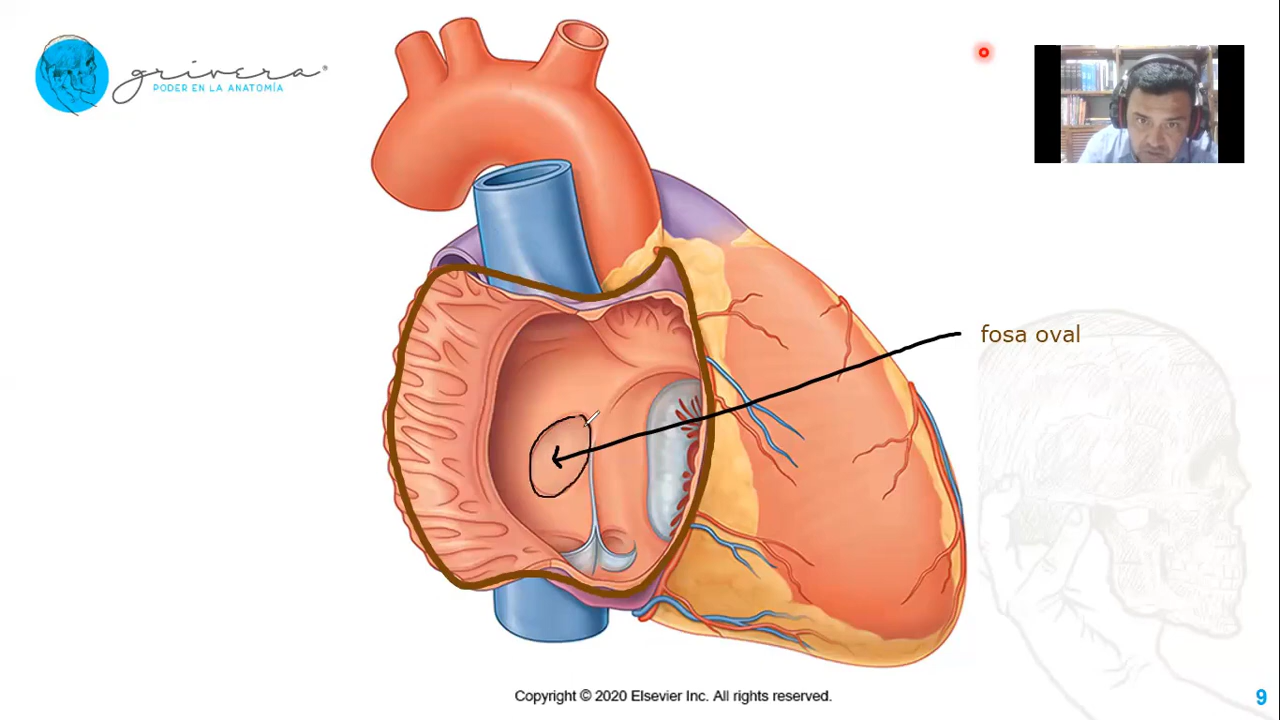 grivera®
PODER EN LA ANATOMÍA
fosa oval
Copyright © 2020 Elsevier Inc. All rights reserved.
9